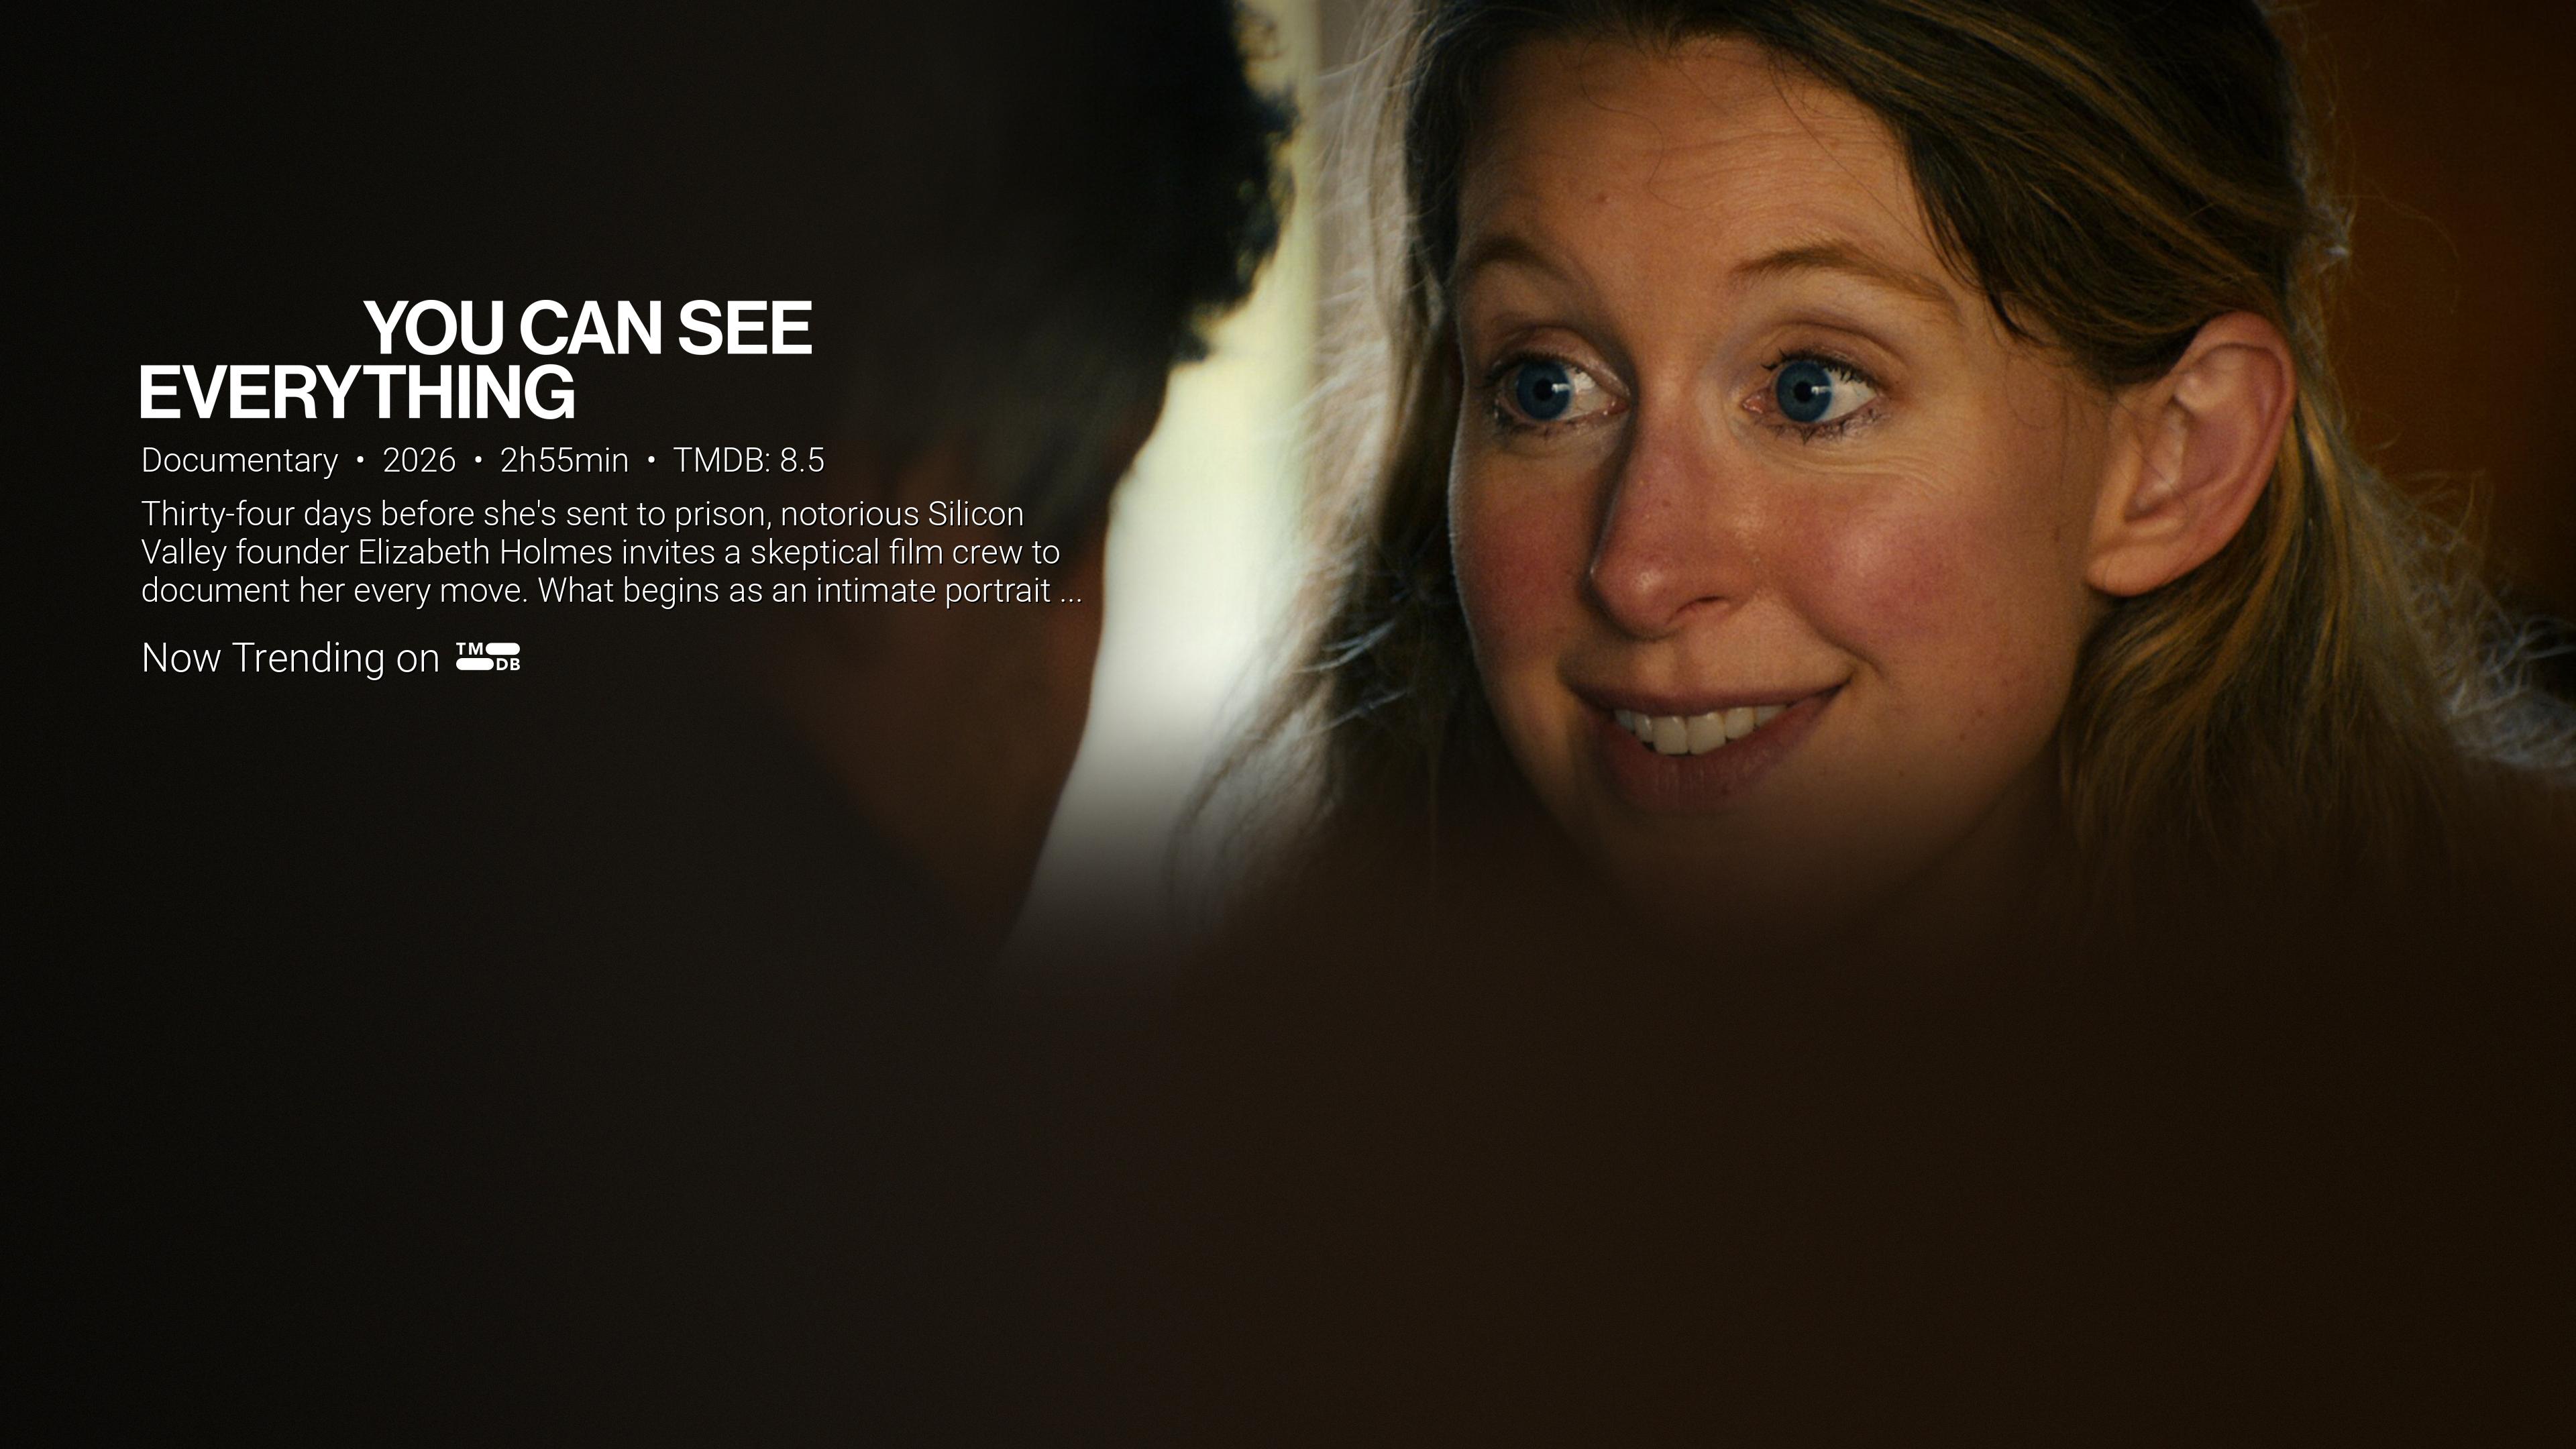 YOU CAN SEE
EVERYTHING
Documentary • 2026 • 2h55min • TMDB: 8.5
Thirty-four days before she's sent to prison, notorious Silicon
Valley founder Elizabeth Holmes invites a skeptical film crew to
document her every move. What begins as an intimate portrait ...
Now Trending on TMDB